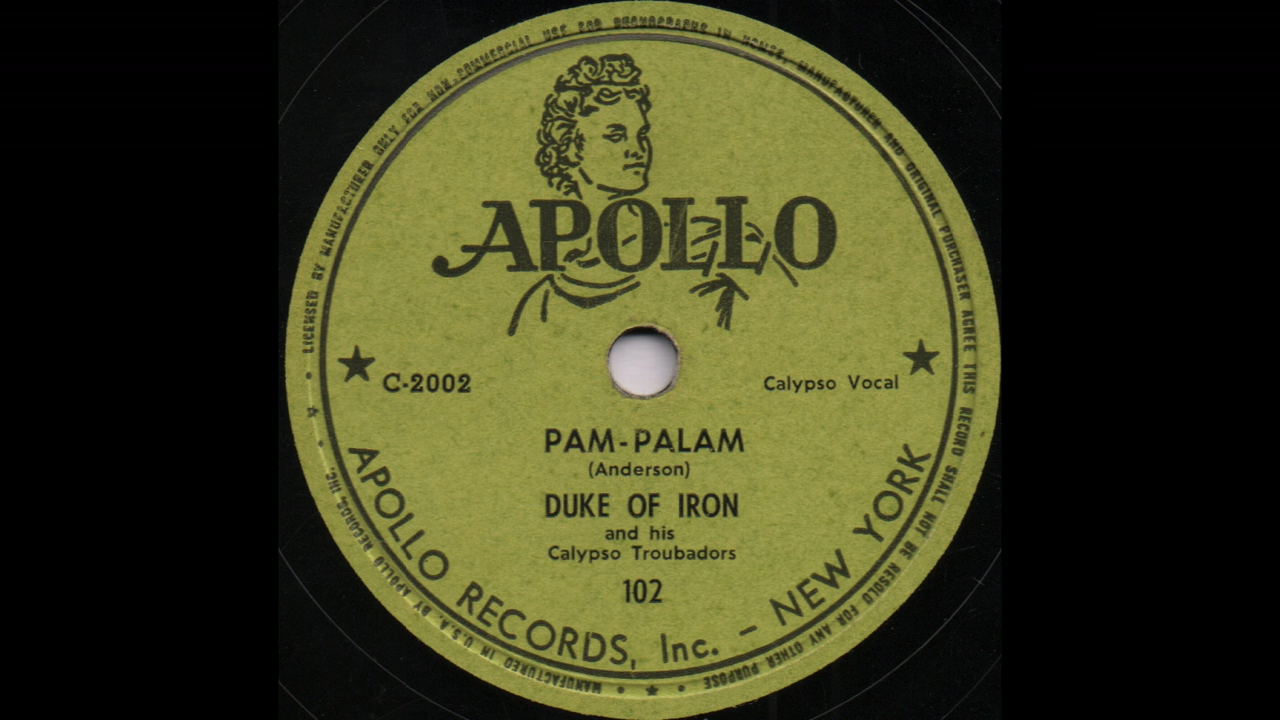 LICENSED BY MANUFACTURER ONLY FOR NON-COMMERCIAL USE FOR PHONOGRAPHS IN HOMES, MANUFACTURER AND ORIGINAL PURCHASER AGREE THIS RECORD SHALL NOT BE RESOLD FOR ANY OTHER PURPOSE
APOLLO
C-2002
Calypso Vocal
PAM-PALAM
(Anderson)
DUKE OF IRON
and his
Calypso Troubadors
102
APOLLO RECORDS, Inc. - NEW YORK
MANUFACTURED IN U.S.A. BY APOLLO RECORDS, INC.